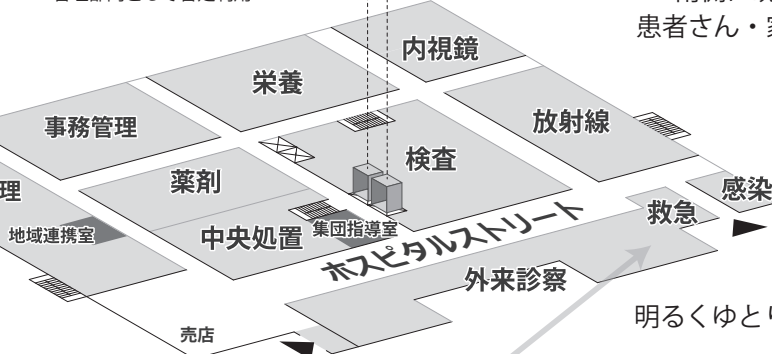 患者さん・
内視鏡
栄養
放射線
事務管理
検査
薬剤
理
感染
救急
地域連携室
中央処置
集団指導室
ホスピタルストリート
外来診察
明るくゆと
売店